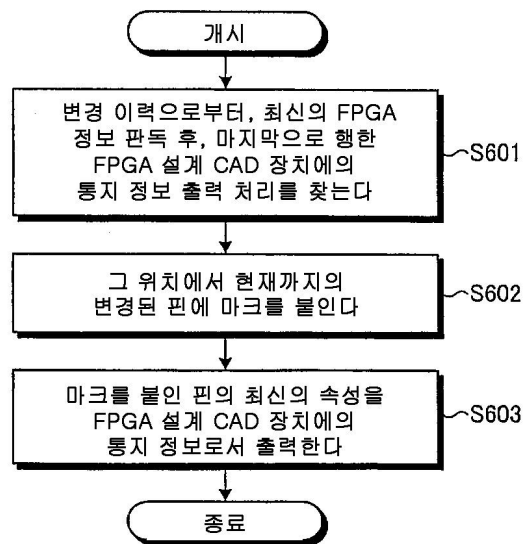 개시
변경 이력으로부터, 최신의 FPGA
정보 판독 후, 마지막으로 행한
FPGA 설계 CAD 장치에의
통지 정보 출력 처리를 찾는다
S601
그 위치에서 현재까지의
변경된 핀에 마크를 붙인다
S602
마크를 붙인 핀의 최신의 속성을
FPGA 설계 CAD 장치에의
통지 정보로서 출력한다
S603
종료